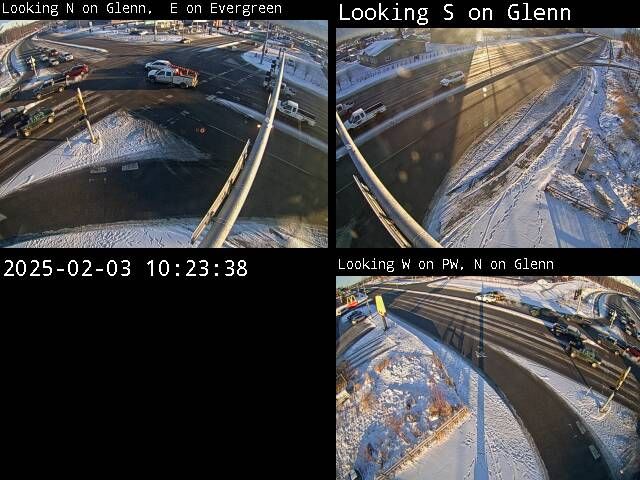 Looking N on Glenn,  E on Evergreen
Looking S on Glenn
2025-02-03 10:23:38
Looking W on PW, N on Glenn